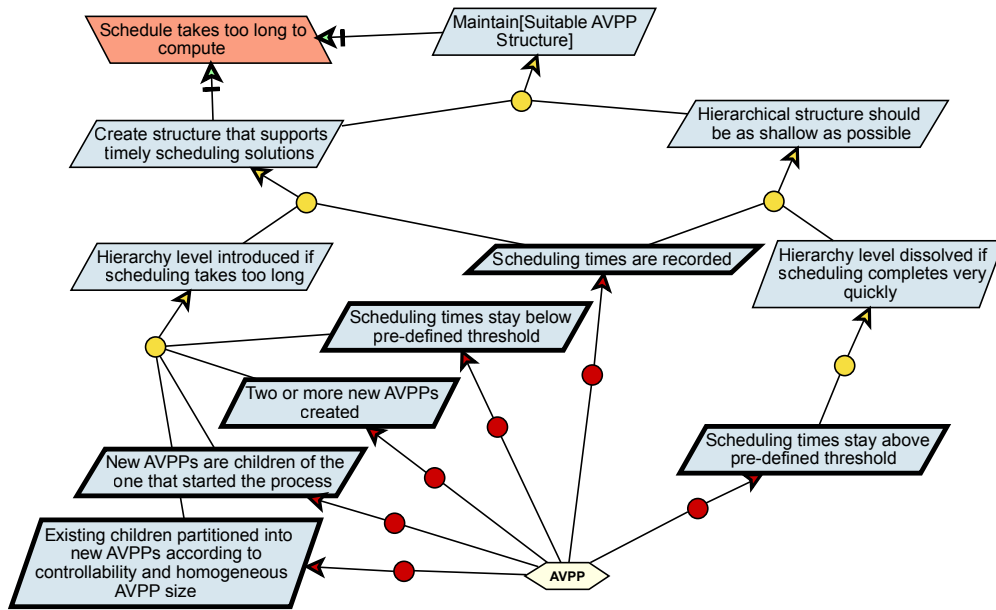 Schedule takes too long to
compute
Maintain[Suitable AVPP
Structure]
Create structure that supports
timely scheduling solutions
Hierarchical structure should
be as shallow as possible
Hierarchy level introduced if
scheduling takes too long
Scheduling times are recorded
Hierarchy level dissolved if
scheduling completes very
quickly
Scheduling times stay below
pre-defined threshold
Two or more new AVPPs
created
Scheduling times stay above
pre-defined threshold
New AVPPs are children of the
one that started the process
Existing children partitioned into
new AVPPs according to
controllability and homogeneous
AVPP size
AVPP